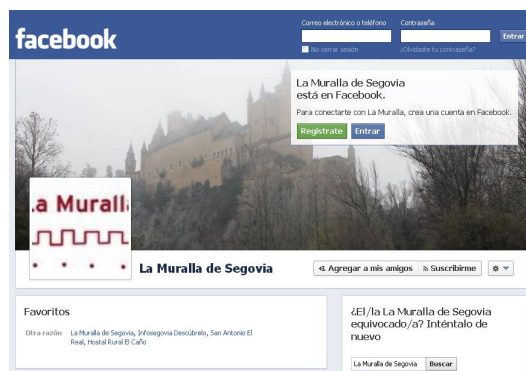 Correo electrónico o teléfono
Contraseña
facebook
Entrar
No cerrar sesión
¿Olvidaste tu contraseña?
La Muralla de Segovia
está en Facebook.
Para conectarte con La Muralla, crea una cuenta en Facebook.
Regístrate
Entrar
.a Murall
La Muralla de Segovia
+1 Agregar a mis amigos
Suscribirme
Favoritos
Otra razón
La Muralla de Segovia, Infosegovia Descúbrelo, San Antonio El
Real, Hostal Rural El Caño
¿El/la La Muralla de Segovia
equivocado/a? Inténtalo de
nuevo
La Muralla de Segovia
Buscar